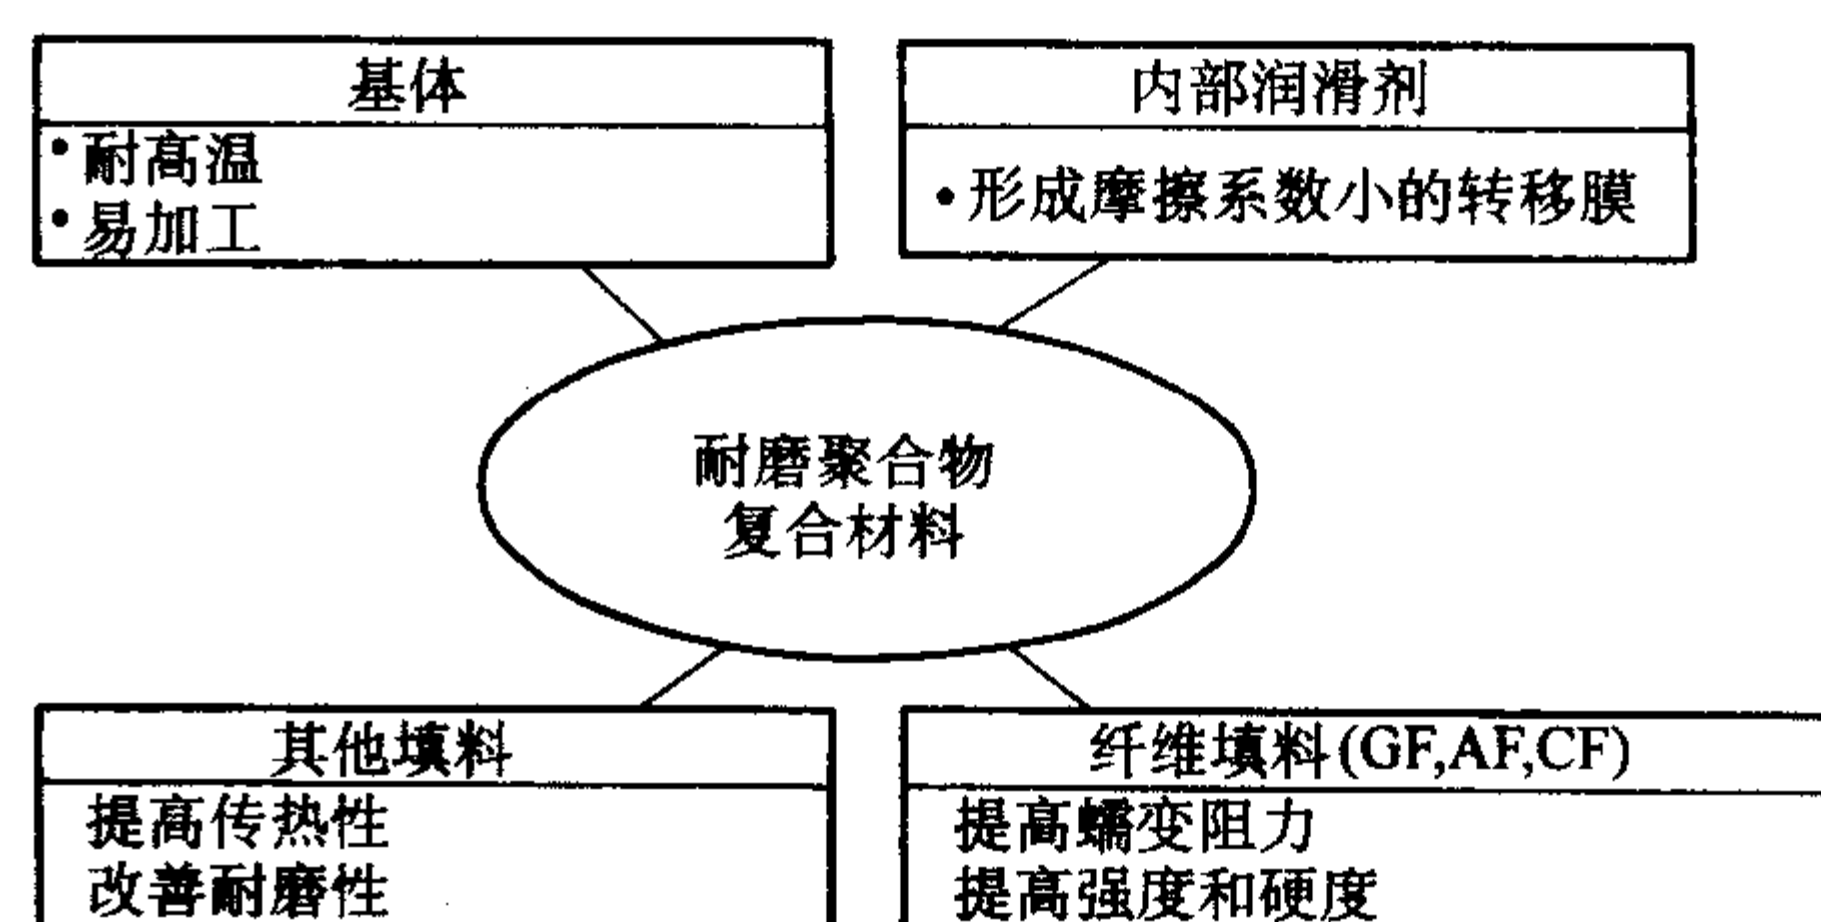 基体
• 耐高温
• 易加工
内部润滑剂
• 形成摩擦系数小的转移膜
耐磨聚合物
复合材料
其他填料
提高传热性
改善耐磨性
纤维填料(GF,AF,CF)
提高蠕变阻力
提高强度和硬度